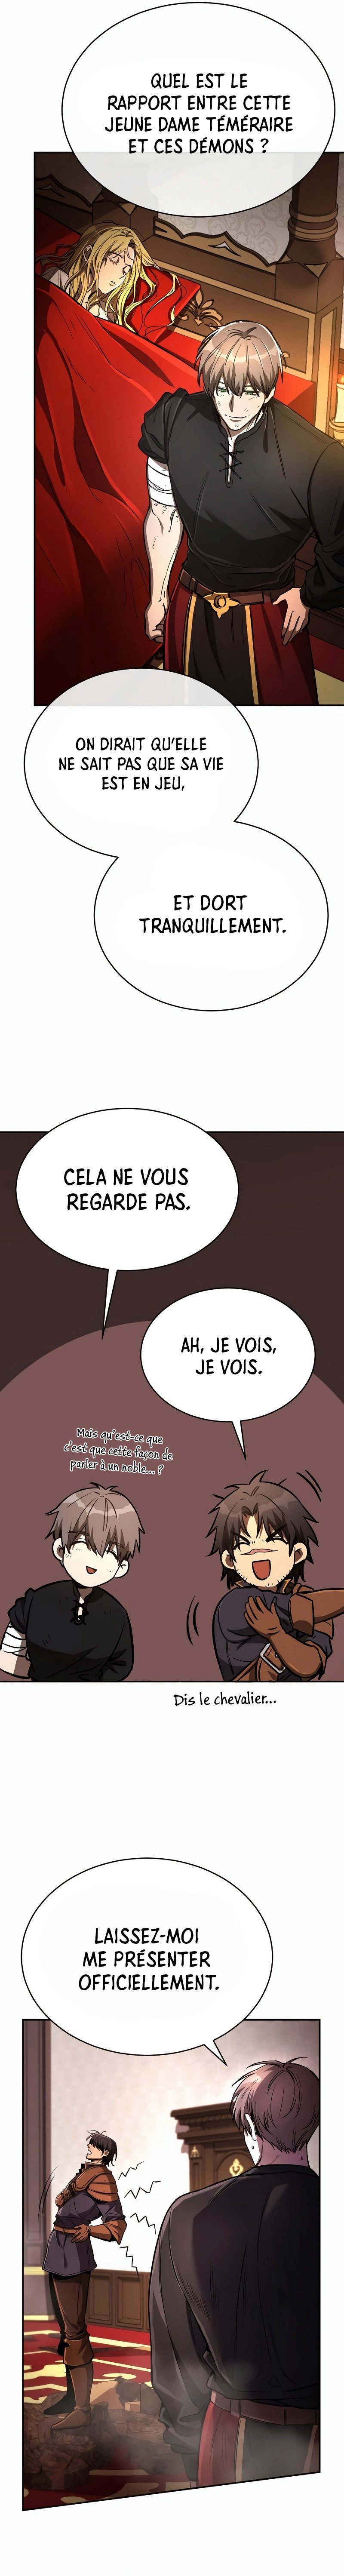 QUEL EST LE
RAPPORT ENTRE CETTE
JEUNE DAME TÉMÉRAIRE
ET CES DÉMONS ?
ON DIRAIT QU'ELLE
NE SAIT PAS QUE SA VIE
EST EN JEU,
ET DORT
TRANQUILLEMENT.
CELA NE VOUS
REGARDE PAS.
AH, JE VOIS,
JE VOIS.
Mais qu'est-ce que
c'est que cette façon de
parler à un noble... ?
Dis le chevalier...
LAISSEZ-MOI
ME PRÉSENTER
OFFICIELLEMENT.